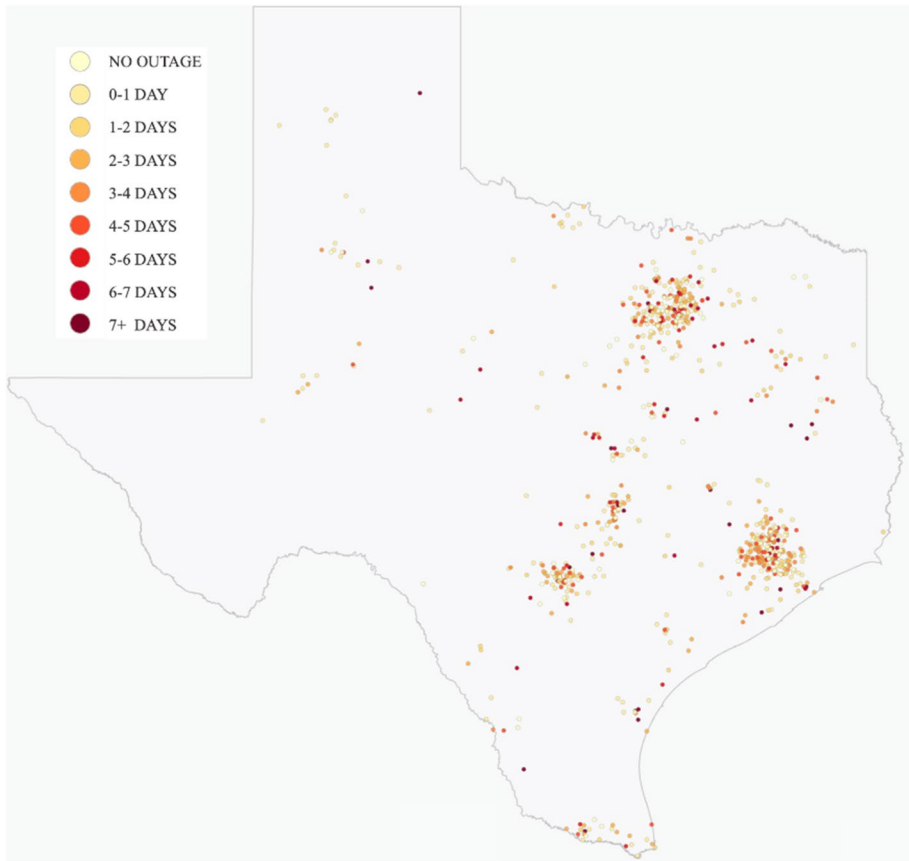 NO OUTAGE
0-1 DAY
1-2 DAYS
2-3 DAYS
3-4 DAYS
4-5 DAYS
5-6 DAYS
6-7 DAYS
7+ DAYS